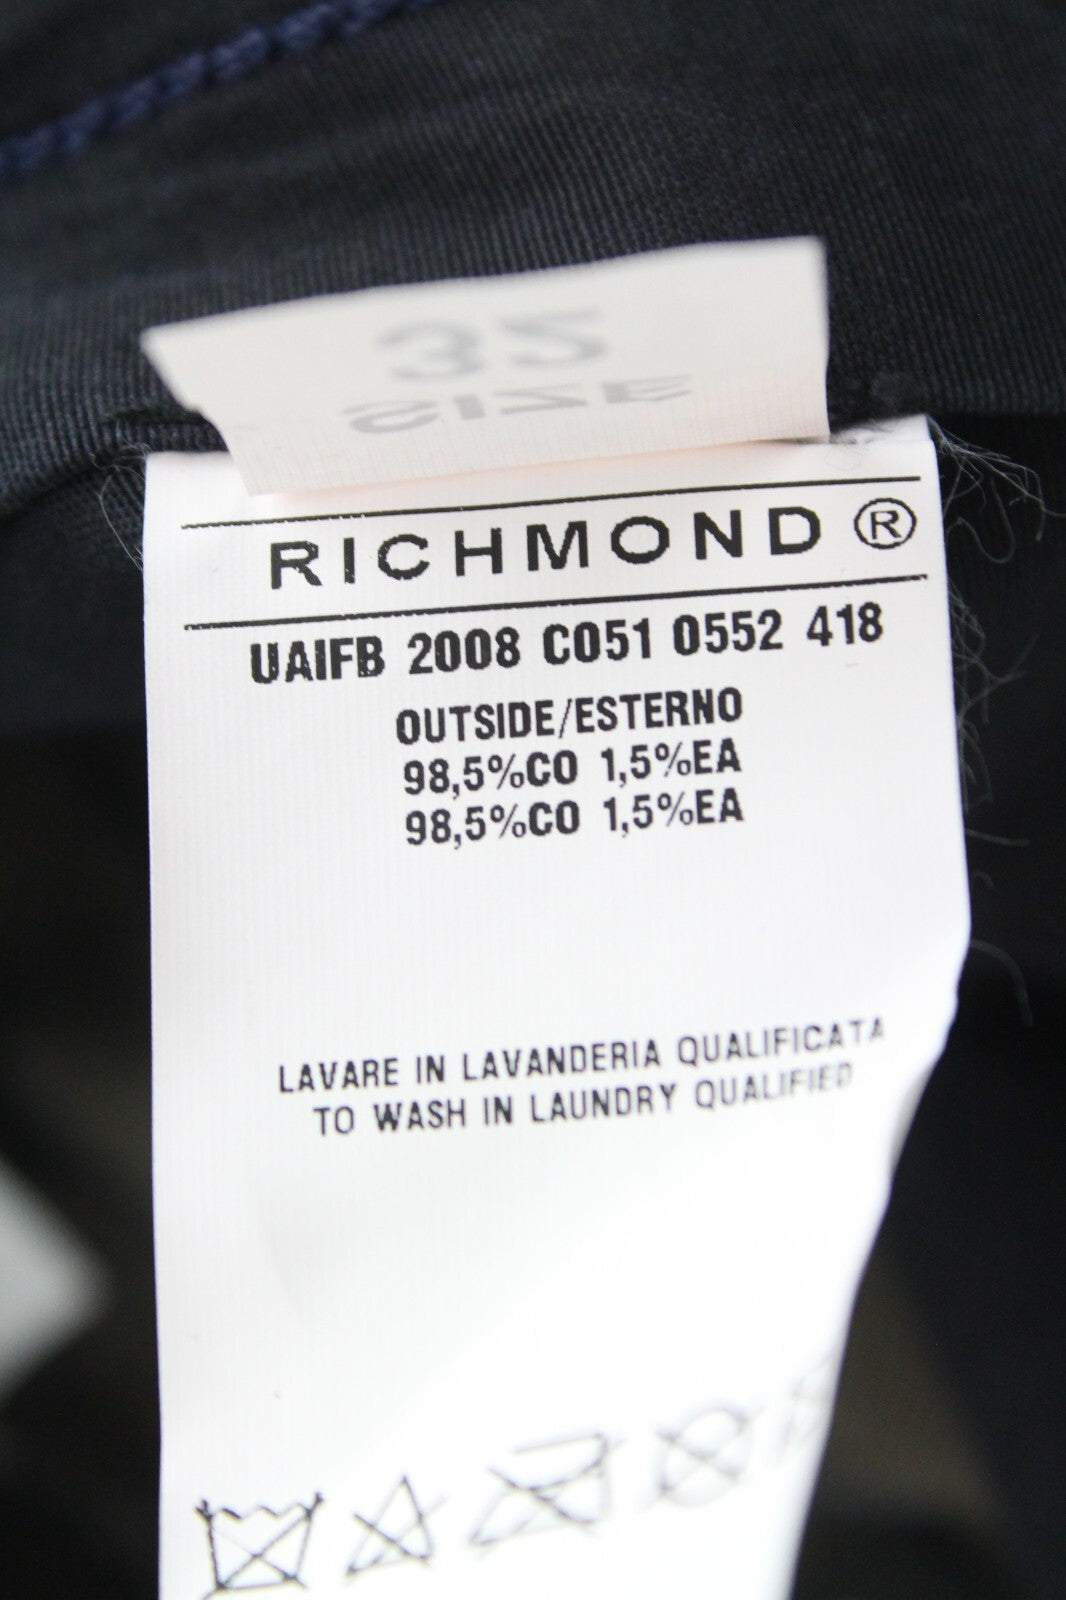 32
SIZE
RICHMOND ®
UAIFB 2008 C051 0552 418
OUTSIDE/ESTERNO
98,5%CO 1,5%EA
98,5%CO 1,5%EA
LAVARE IN LAVANDERIA QUALIFICATA
TO WASH IN LAUNDRY QUALIFIED